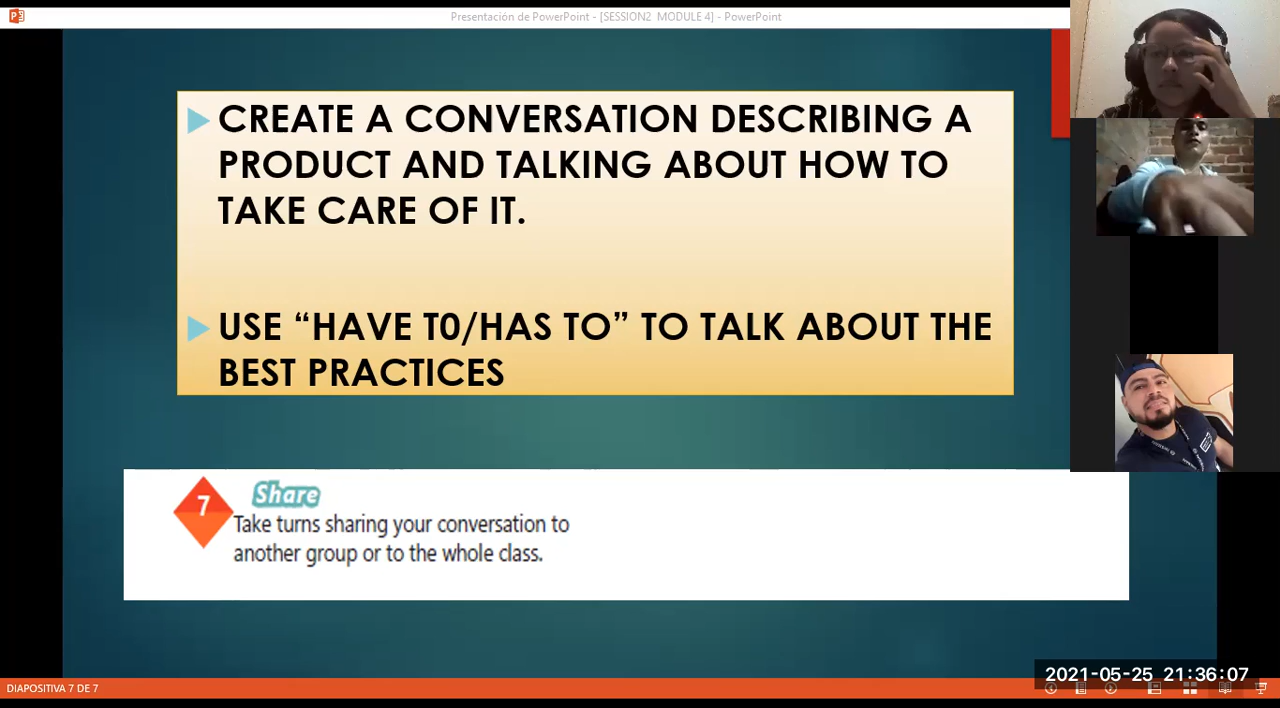 Presentación de PowerPoint - [SESSION2 MODULE 4] - PowerPoint
CREATE A CONVERSATION DESCRIBING A
PRODUCT AND TALKING ABOUT HOW TO
TAKE CARE OF IT.
USE “HAVE T0/HAS TO” TO TALK ABOUT THE
BEST PRACTICES
7
Share
Take turns sharing your conversation to
another group or to the whole class.
2021-05-25 21:36:07
DIAPOSITIVA 7 DE 7